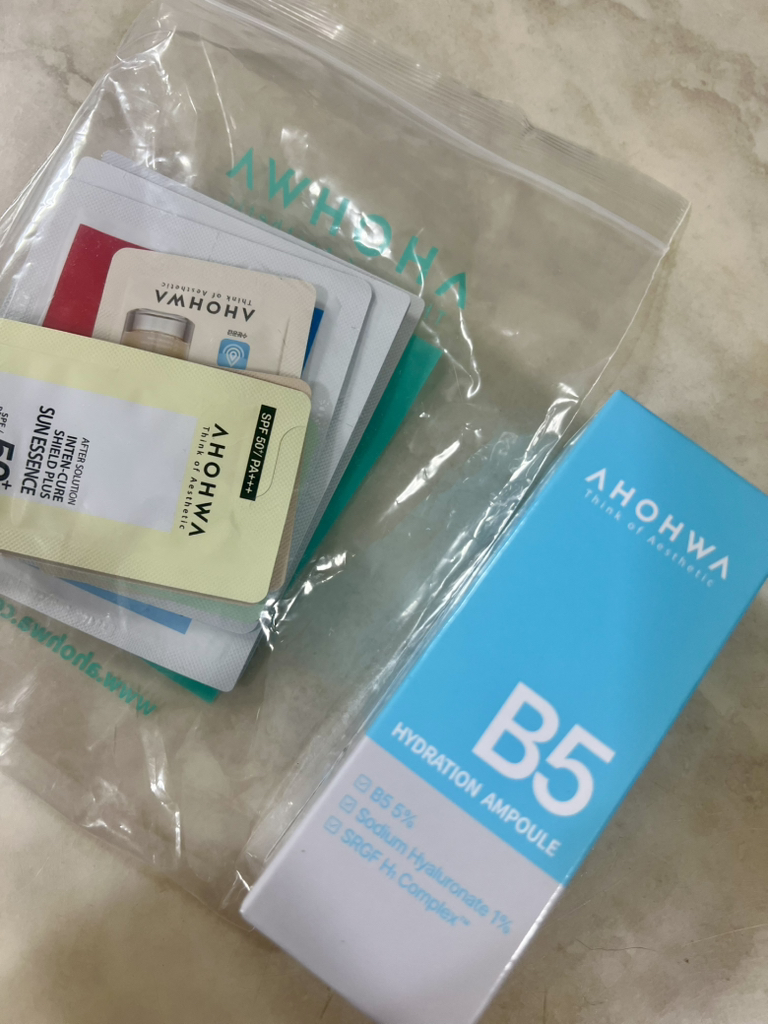 AHOHWA
www.ahohwa.co
AHOHWA
Think of Aesthetic
SPF 50+/ PA+++
AHOHWA
Think of Aesthetic
AFTER SOLUTION
INTEN-CURE
SHIELD PLUS
SUN ESSENCE
50+
AHOHWA
Think of Aesthetic
B5
HYDRATION AMPOULE
B5 5%
Sodium Hyaluronate 1%
SRGF H₁ Complex™